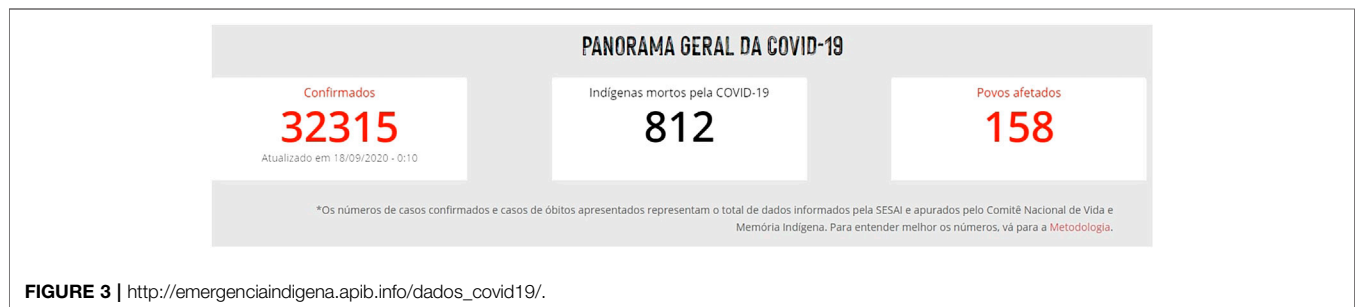 PANORAMA GERAL DA COVID-19
Confirmados
32315
Atualizado em 18/09/2020 - 0:10
Indígenas mortos pela COVID-19
812
Povos afetados
158
*Os números de casos confirmados e casos de óbitos apresentados representam o total de dados informados pela SESAI e apurados pelo Comitê Nacional de Vida e
Memória Indígena. Para entender melhor os números, vá para a Metodologia.
FIGURE 3 | http://emergenciaindigena.apib.info/dados_covid19/.